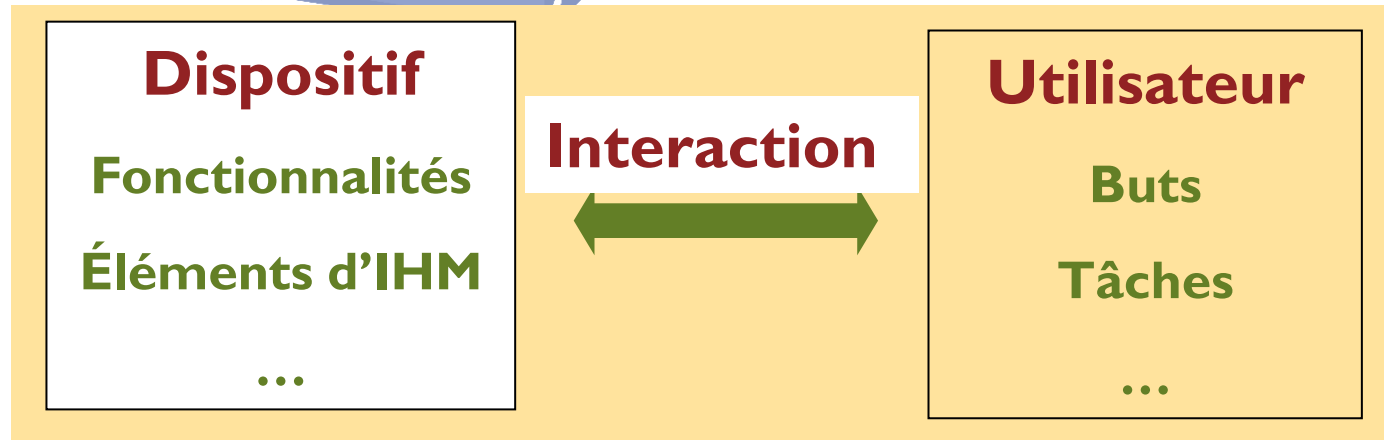 Dispositif
Fonctionnalités
Éléments d’IHM
...
Interaction
Utilisateur
Buts
Tâches
...